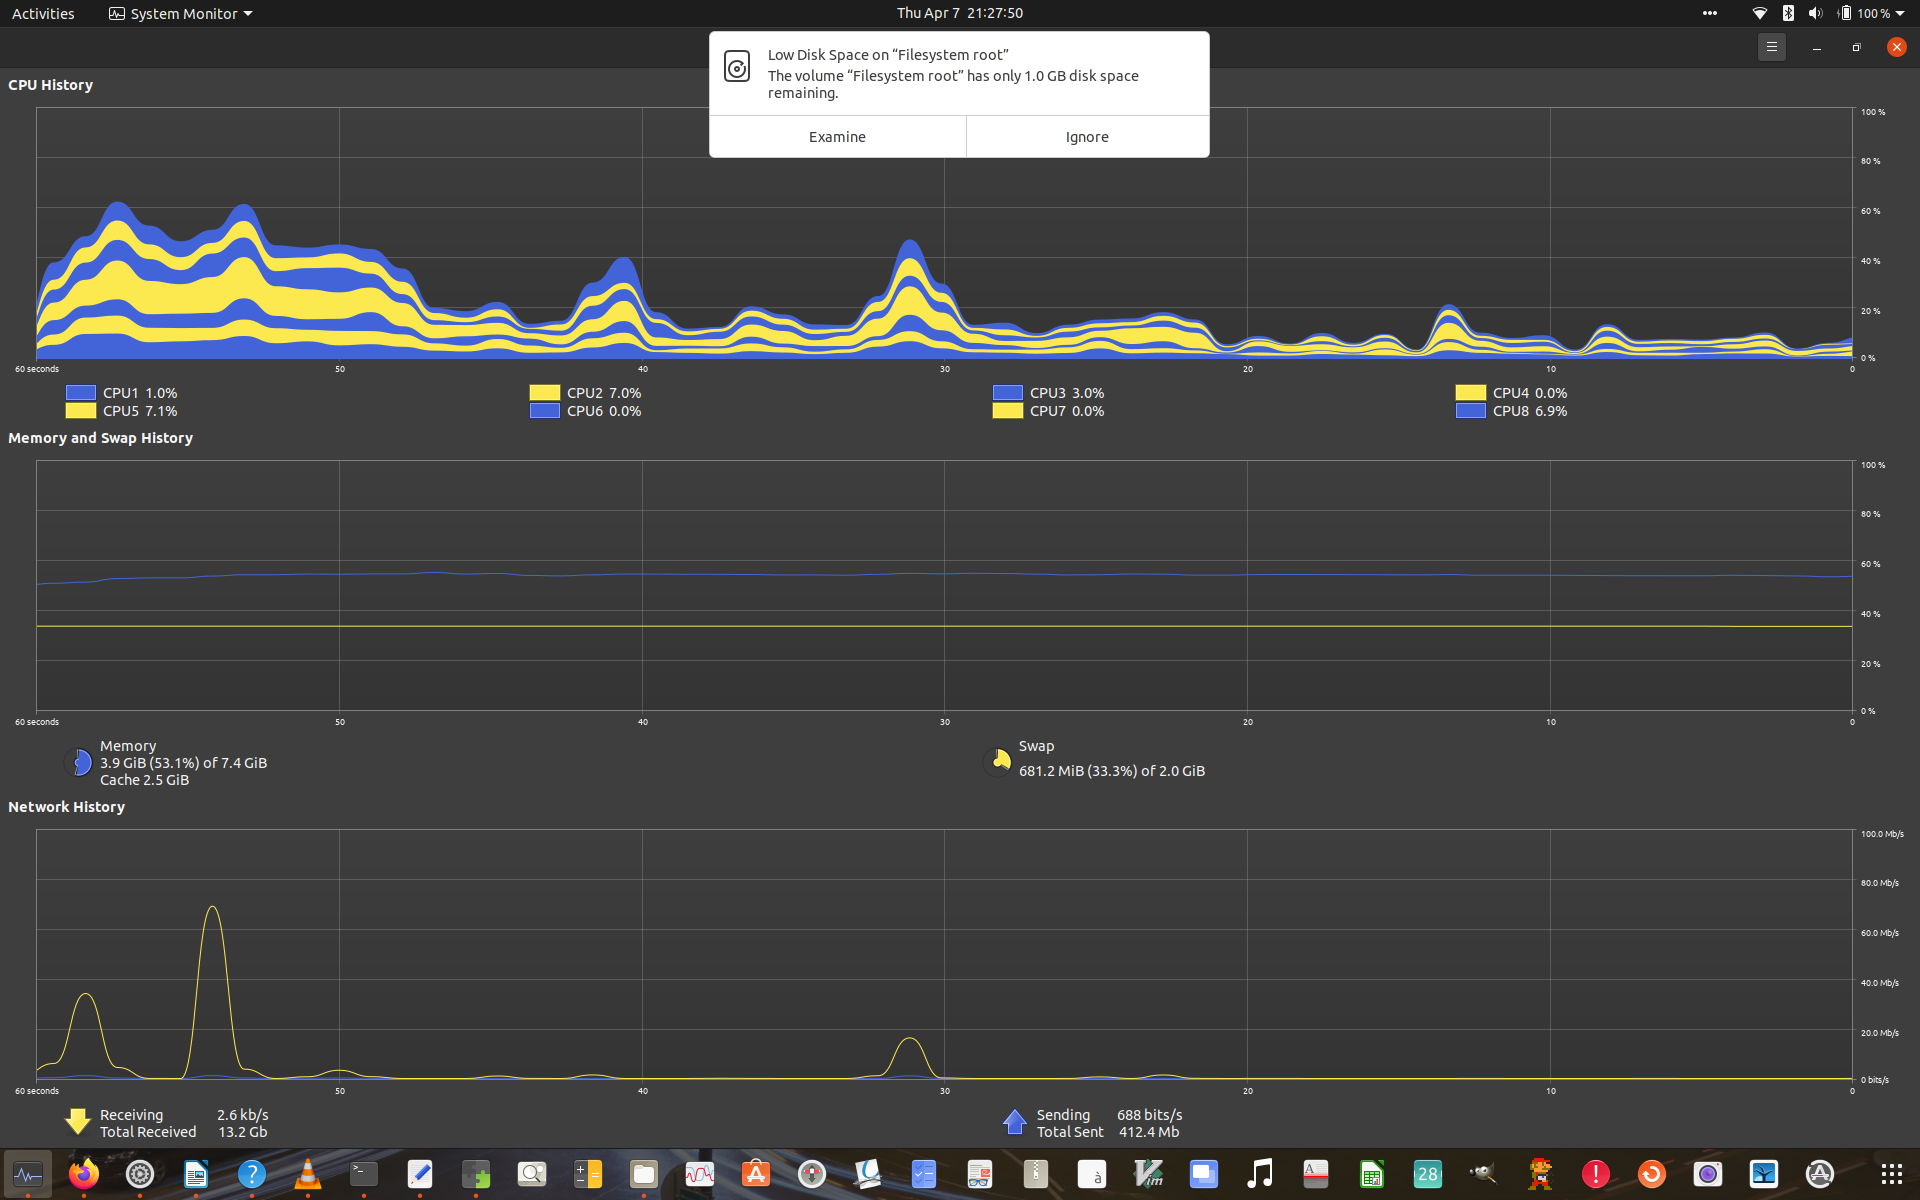 Activities
System Monitor
Thu Apr 7 21:27:50
100 %
Low Disk Space on “Filesystem root”
The volume “Filesystem root” has only 1.0 GB disk space
remaining.
Examine
Ignore
CPU History
100 %
80 %
60 %
40 %
20 %
0 %
60 seconds
50
40
30
20
10
0
CPU1 1.0%
CPU2 7.0%
CPU3 3.0%
CPU4 0.0%
CPU5 7.1%
CPU6 0.0%
CPU7 0.0%
CPU8 6.9%
Memory and Swap History
100 %
80 %
60 %
40 %
20 %
0 %
60 seconds
50
40
30
20
10
0
Memory
3.9 GiB (53.1%) of 7.4 GiB
Cache 2.5 GiB
Swap
681.2 MiB (33.3%) of 2.0 GiB
Network History
100.0 Mb/s
80.0 Mb/s
60.0 Mb/s
40.0 Mb/s
20.0 Mb/s
0 bits/s
60 seconds
50
40
30
20
10
0
Receiving 2.6 kb/s
Total Received 13.2 Gb
Sending 688 bits/s
Total Sent 412.4 Mb
?
>_
A
à
Vim
A
28
!
A